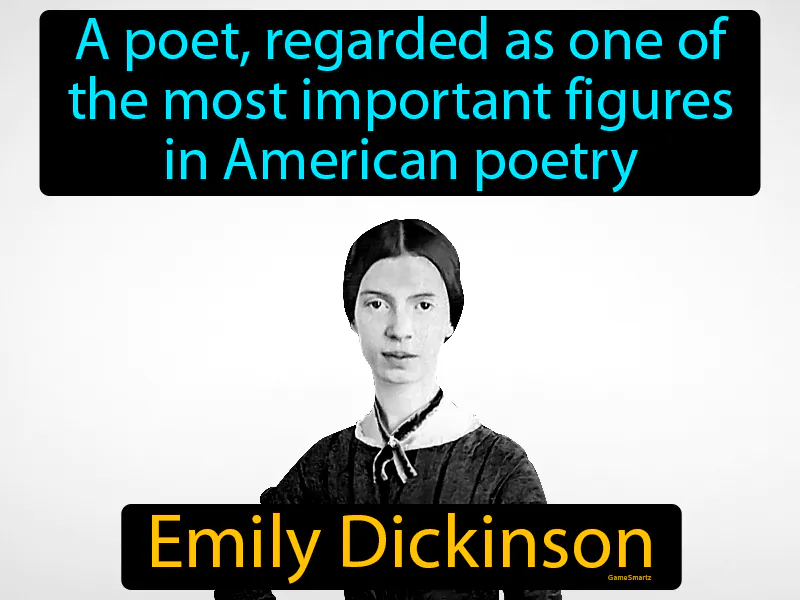 A poet, regarded as one of
the most important figures
in American poetry
Emily Dickinson
GameSmartz